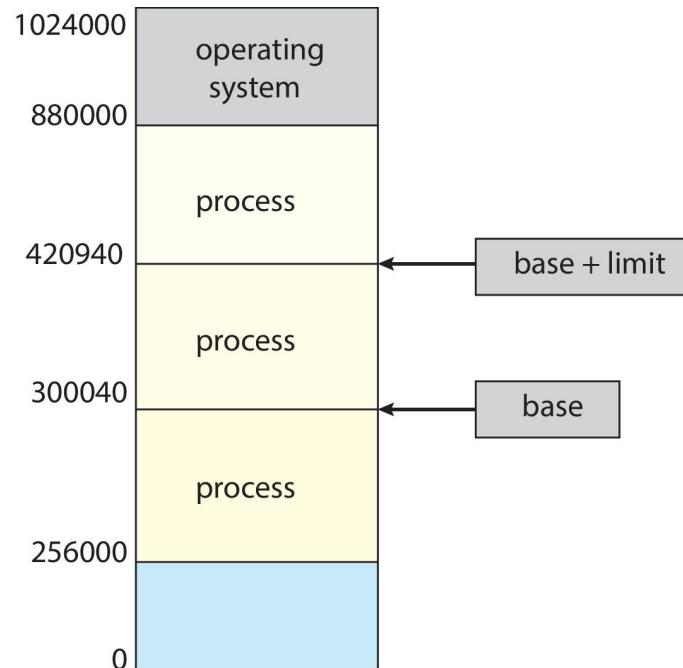 1024000
operating
system
880000
process
420940
base + limit
process
300040
base
process
256000
0